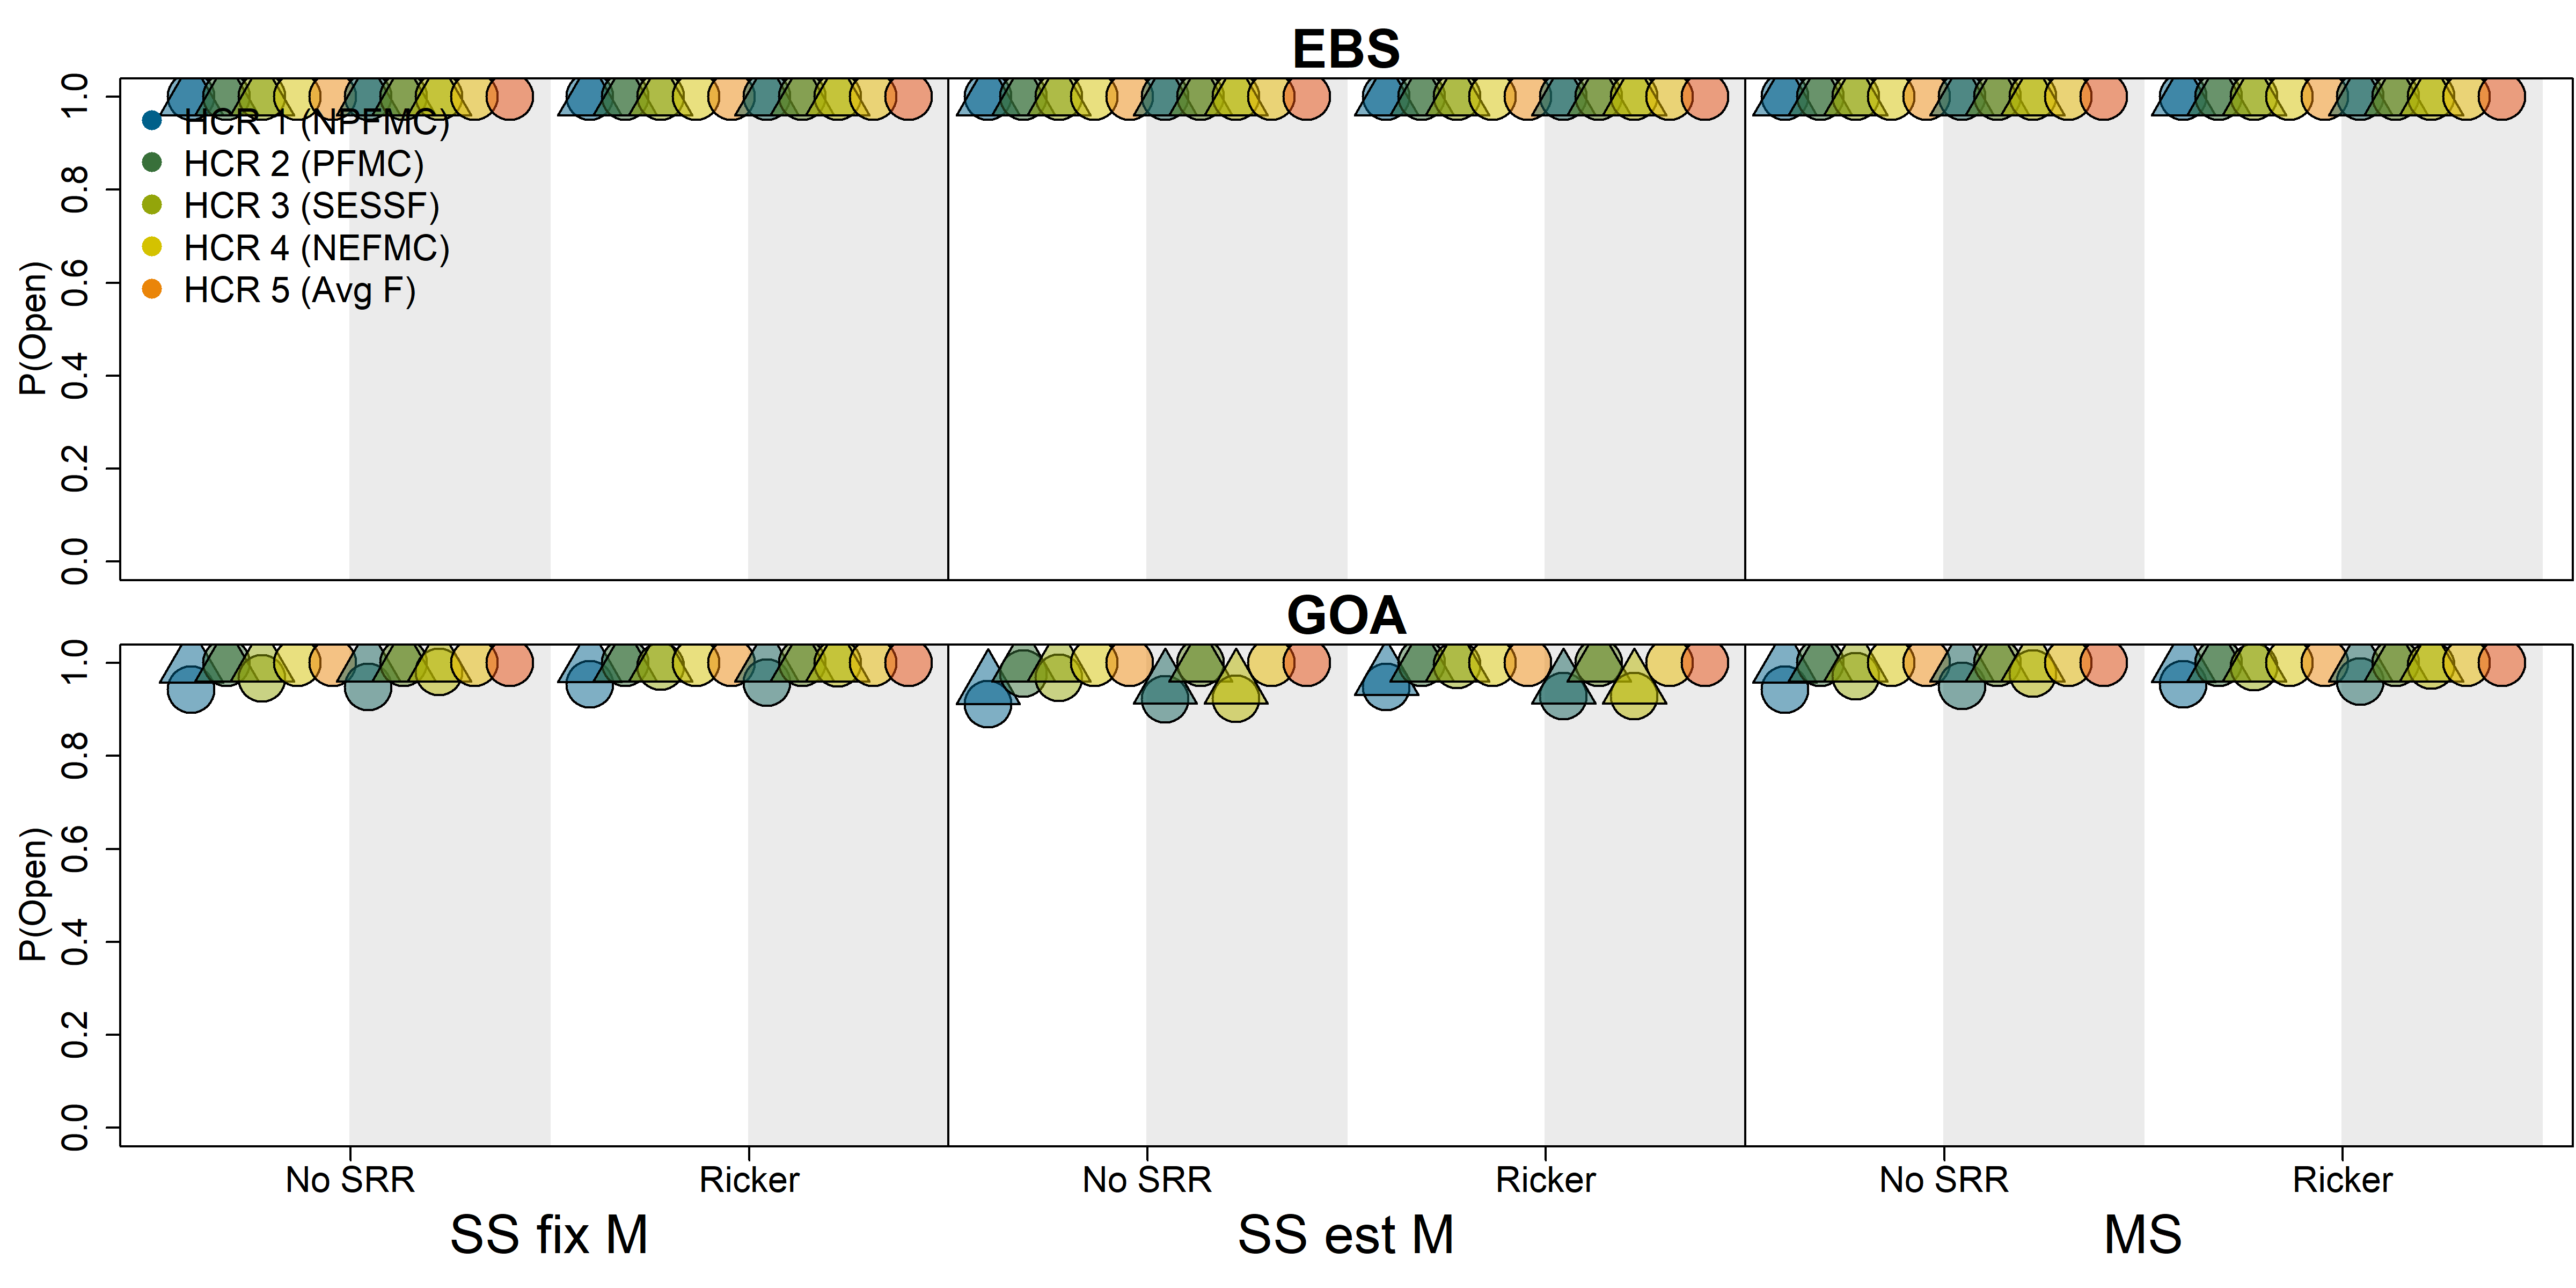 EBS
P(Open)
1.0
0.8
0.6
0.4
0.2
0.0
HCR 1 (NPFMC)
HCR 2 (PFMC)
HCR 3 (SESSF)
HCR 4 (NEFMC)
HCR 5 (Avg F)
GOA
P(Open)
1.0
0.8
0.6
0.4
0.2
0.0
No SRR Ricker No SRR Ricker No SRR Ricker
SS fix M SS est M MS